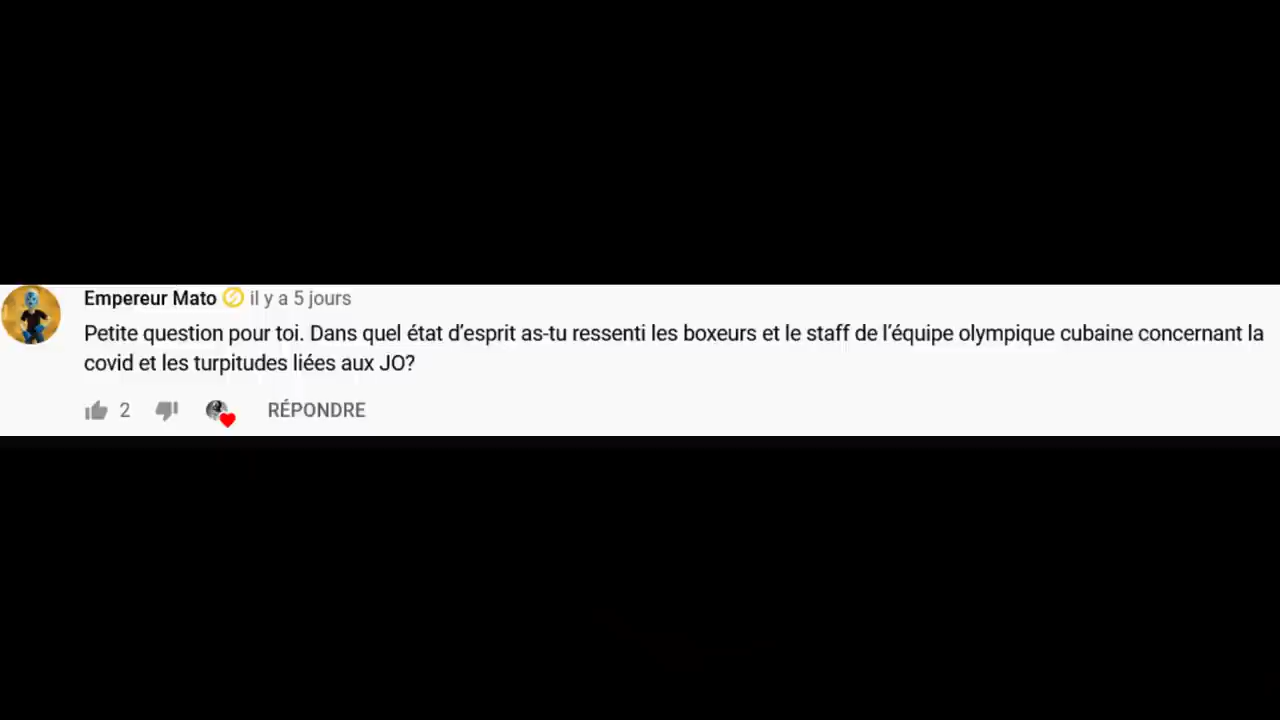 Empereur Mato il y a 5 jours
Petite question pour toi. Dans quel état d’esprit as-tu ressenti les boxeurs et le staff de l’équipe olympique cubaine concernant la
covid et les turpitudes liées aux JO?
2 RÉPONDRE